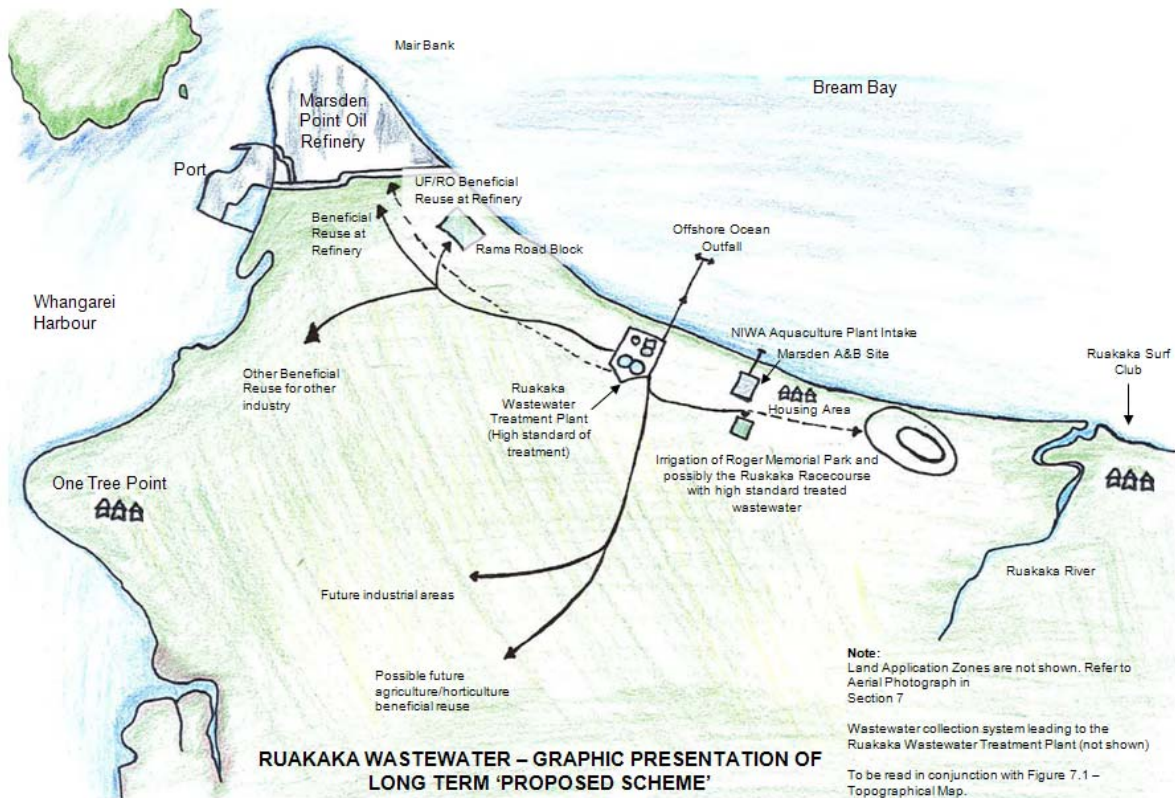 Mair Bank
Bream Bay
Marsden
Point Oil
Refinery
Port
UF/RO Beneficial
Reuse at Refinery
Beneficial
Reuse at
Refinery
Rama Road Block
Offshore Ocean
Outfall
Whangarei
Harbour
NIWA Aquaculture Plant Intake
Marsden A&B Site
Ruakaka Surf
Club
Other Beneficial
Reuse for other
industry
Ruakaka
Wastewater
Treatment Plant
(High standard of
treatment)
Housing Area
Irrigation of Roger Memorial Park and
possibly the Ruakaka Racecourse
with high standard treated
wastewater
One Tree Point
Ruakaka River
Future industrial areas
Possible future
agriculture/horticulture
beneficial reuse
Note:
Land Application Zones are not shown. Refer to
Aerial Photograph in
Section 7
Wastewater collection system leading to the
Ruakaka Wastewater Treatment Plant (not shown)
To be read in conjunction with Figure 7.1 –
Topographical Map.
RUAKAKA WASTEWATER – GRAPHIC PRESENTATION OF
LONG TERM ‘PROPOSED SCHEME’